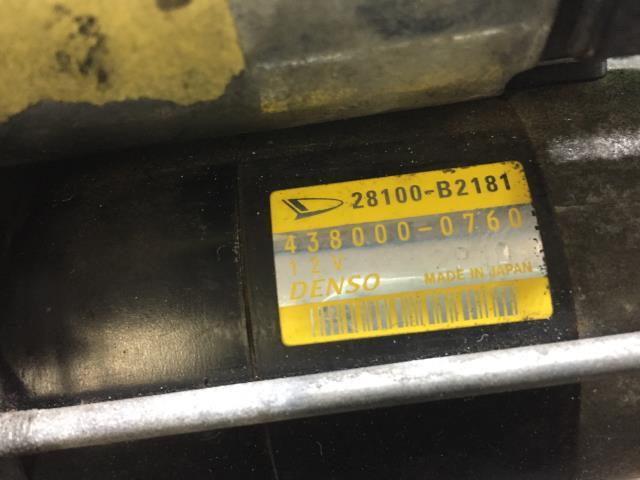 28100-B2181
438000-0760
12V
DENSO MADE IN JAPAN